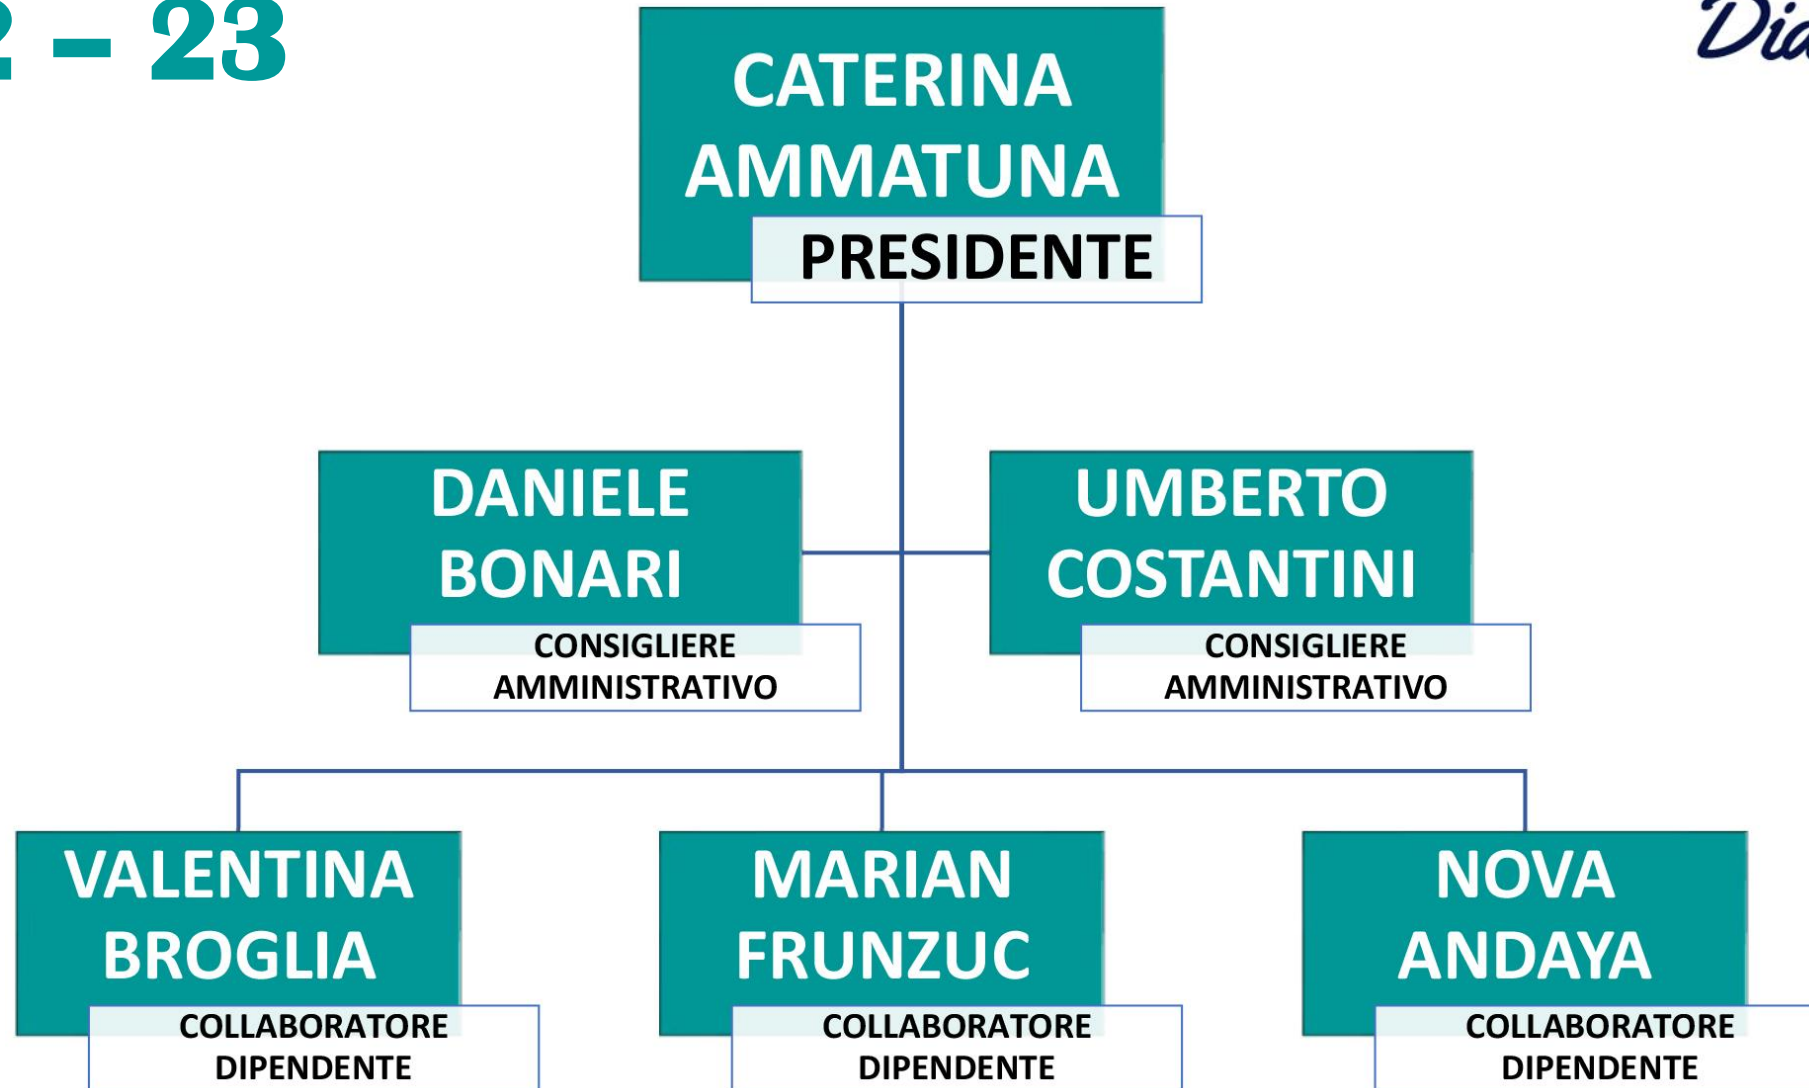 2 – 23
CATERINA
AMMATUNA
PRESIDENTE
DANIELE
BONARI
CONSIGLIERE
AMMINISTRATIVO
UMBERTO
COSTANTINI
CONSIGLIERE
AMMINISTRATIVO
VALENTINA
BROGLIA
COLLABORATORE
DIPENDENTE
MARIAN
FRUNZUC
COLLABORATORE
DIPENDENTE
NOVA
ANDAYA
COLLABORATORE
DIPENDENTE